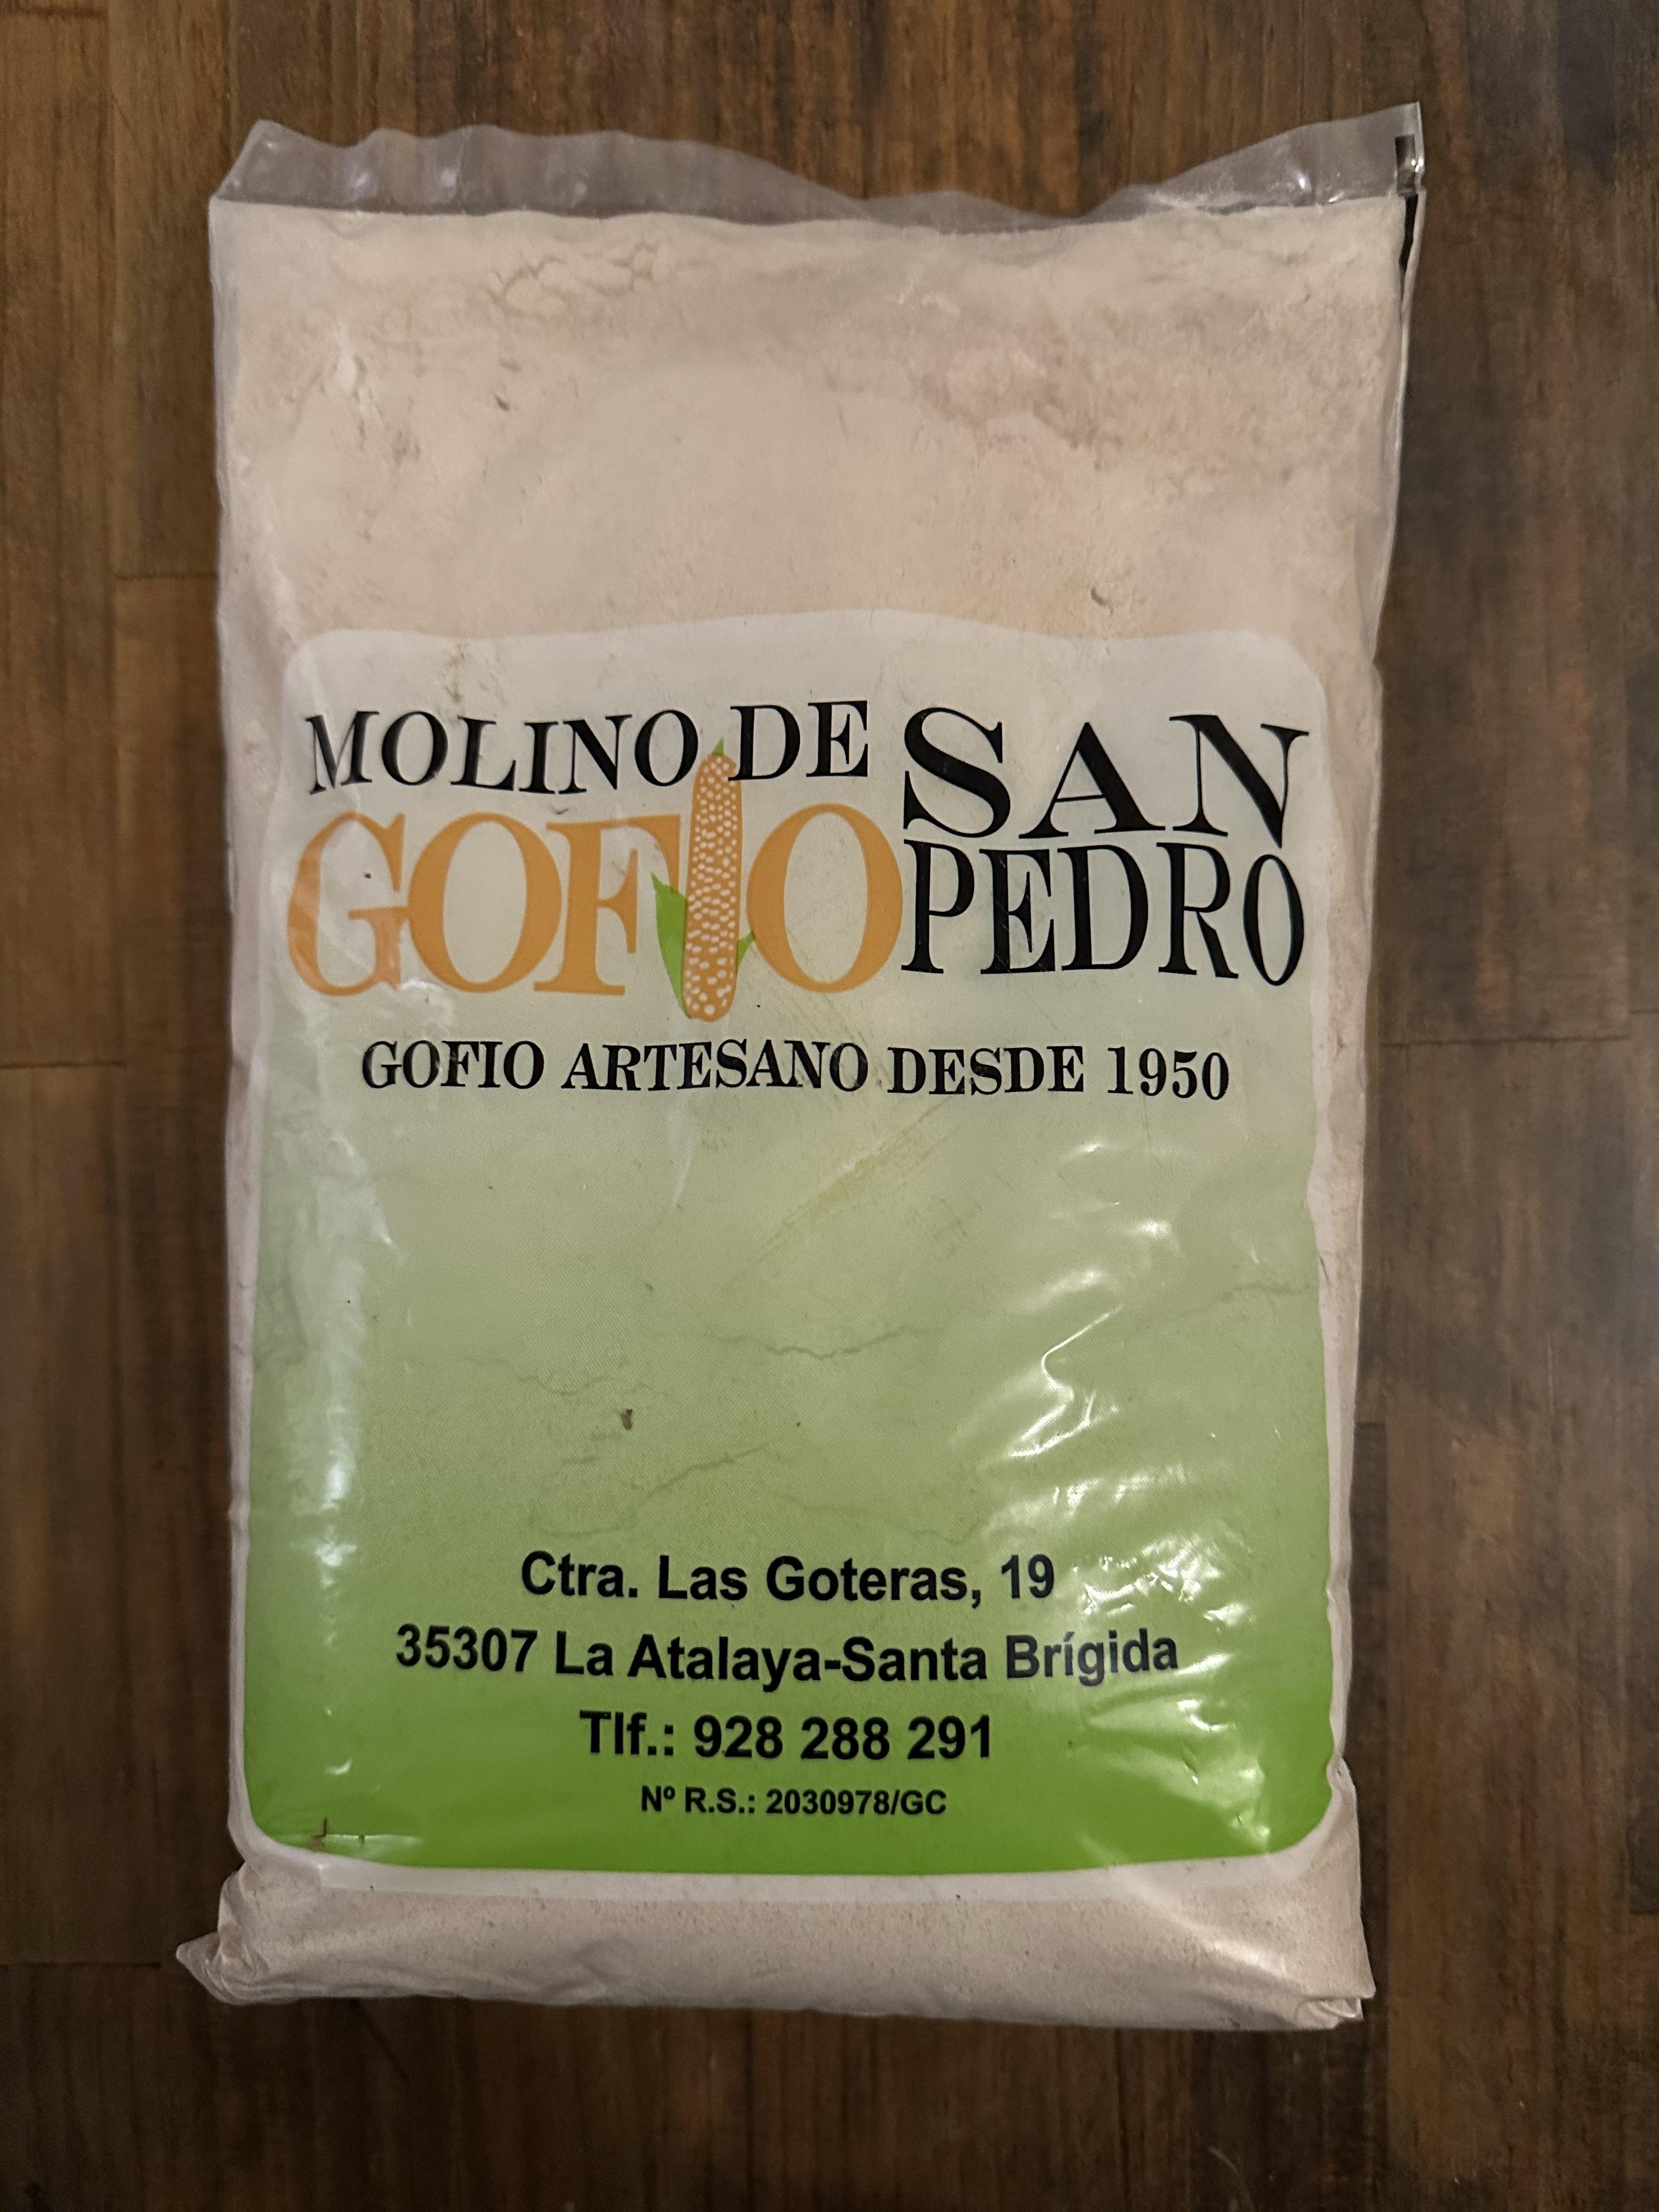 MOLINO DE
GOFIO
SAN
PEDRO
GOFIO ARTESANO DESDE 1950
Ctra. Las Goteras, 19
35307 La Atalaya-Santa Brígida
Tlf.: 928 288 291
Nº R.S.: 2030978/GC